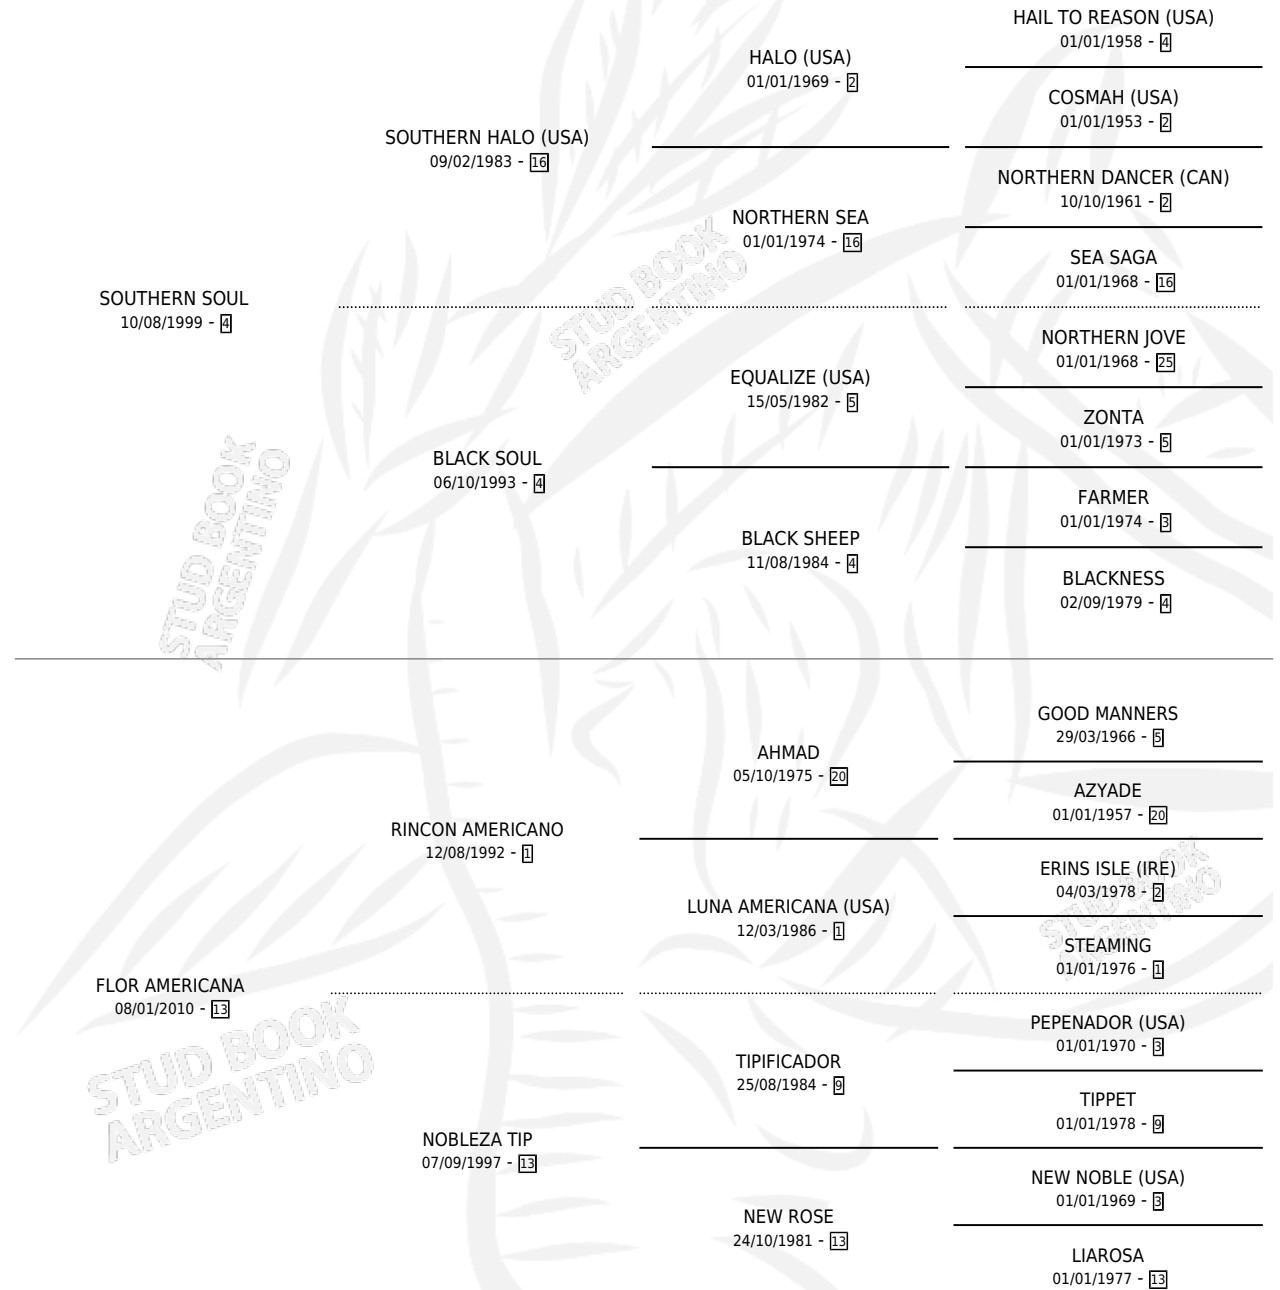 HAIL TO REASON (USA)
01/01/1958 - 4
HALO (USA)
01/01/1969 - 2
COSMAH (USA)
01/01/1953 - 2
SOUTHERN HALO (USA)
09/02/1983 - 16
NORTHERN DANCER (CAN)
10/10/1961 - 2
NORTHERN SEA
01/01/1974 - 16
SEA SAGA
01/01/1968 - 16
SOUTHERN SOUL
10/08/1999 - 4
STUD BOOK
ARGENTINO
NORTHERN JOVE
01/01/1968 - 25
EQUALIZE (USA)
15/05/1982 - 5
ZONTA
01/01/1973 - 5
BLACK SOUL
06/10/1993 - 4
FARMER
01/01/1974 - 3
BLACK SHEEP
11/08/1984 - 4
BLACKNESS
02/09/1979 - 4
STUD BOOK
ARGENTINO
GOOD MANNERS
29/03/1966 - 5
AHMAD
05/10/1975 - 20
AZYADE
01/01/1957 - 20
RINCON AMERICANO
12/08/1992 - 1
ERINS ISLE (IRE)
04/03/1978 - 2
LUNA AMERICANA (USA)
12/03/1986 - 1
STEAMING
01/01/1976 - 1
STUD BOOK
ARGENTINO
FLOR AMERICANA
08/01/2010 - 13
STUD BOOK
ARGENTINO
PEPENADOR (USA)
01/01/1970 - 3
TIPIFICADOR
25/08/1984 - 9
TIPPET
01/01/1978 - 9
NOBLEZA TIP
07/09/1997 - 13
NEW NOBLE (USA)
01/01/1969 - 3
NEW ROSE
24/10/1981 - 13
LIAROSA
01/01/1977 - 13